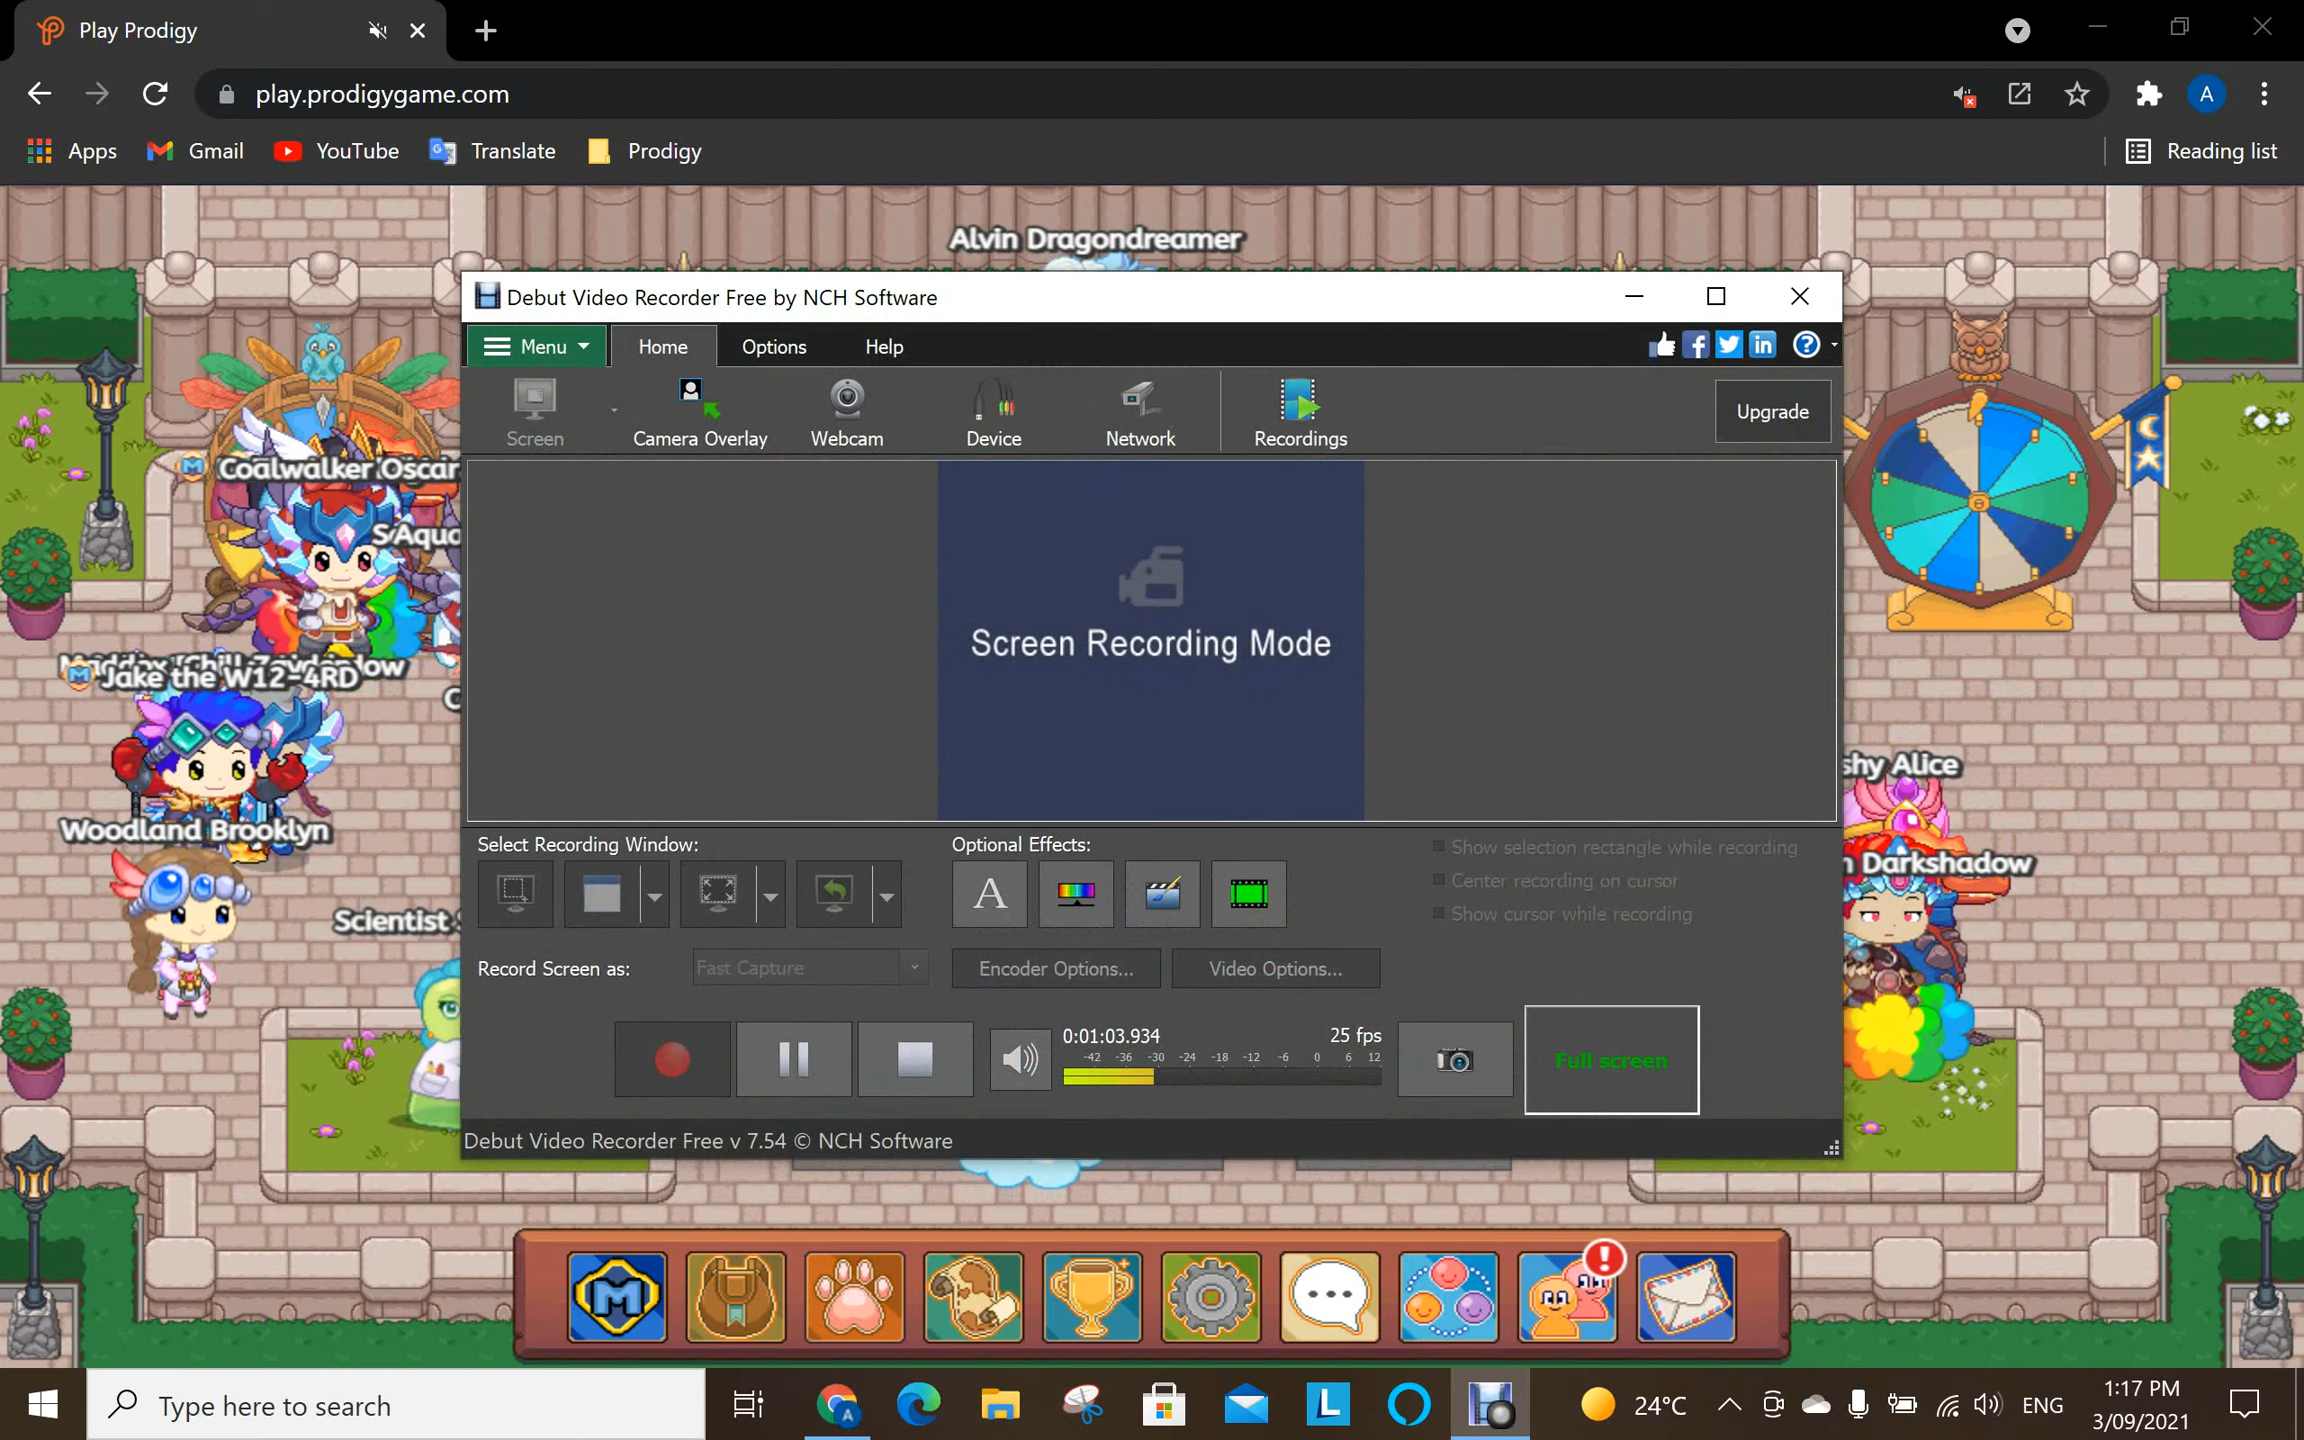 Play Prodigy
play.prodigygame.com
A
Apps
Gmail
YouTube
Translate
Prodigy
Reading list
Alvin Dragondreamer
Debut Video Recorder Free by NCH Software
Menu
Home
Options
Help
Screen
Camera Overlay
Webcam
Device
Network
Recordings
Upgrade
Coalwalker Oscar
Screen Recording Mode
Jake the W12-4RD
Woodland Brooklyn
Scientist
shy Alice
Darkshadow
Select Recording Window:
Optional Effects:
Show selection rectangle while recording
Center recording on cursor
Show cursor while recording
Record Screen as:
Fast Capture
Encoder Options...
Video Options...
0:01:03.934
25 fps
-42 -36 -30 -24 -18 -12 -6 0 6 12
Full screen
Debut Video Recorder Free v 7.54 © NCH Software
Type here to search
24°C
ENG
1:17 PM
3/09/2021